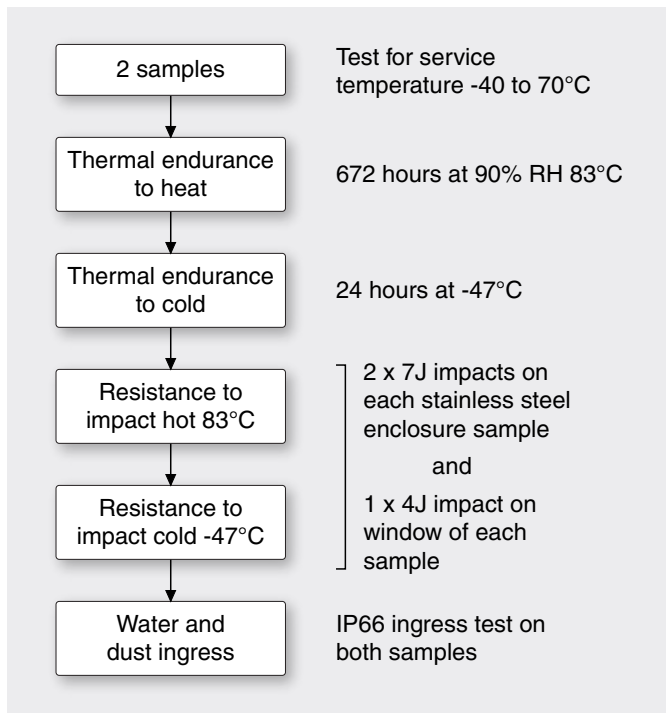 2 samples
Test for service
temperature -40 to 70°C
Thermal endurance
to heat
672 hours at 90% RH 83°C
Thermal endurance
to cold
24 hours at -47°C
Resistance to
impact hot 83°C
Resistance to
impact cold -47°C
2 x 7J impacts on
each stainless steel
enclosure sample
and
1 x 4J impact on
window of each
sample
Water and
dust ingress
IP66 ingress test on
both samples